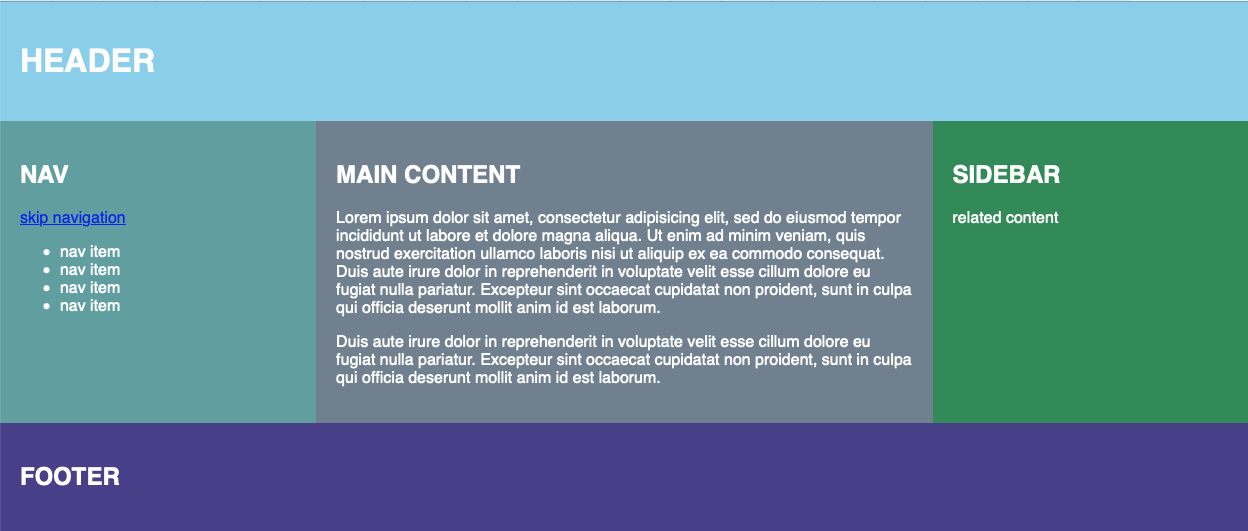 HEADER
NAV
skip navigation
nav item
nav item
nav item
nav item
MAIN CONTENT
Lorem ipsum dolor sit amet, consectetur adipisicing elit, sed do eiusmod tempor
incididunt ut labore et dolore magna aliqua. Ut enim ad minim veniam, quis
nostrud exercitation ullamco laboris nisi ut aliquip ex ea commodo consequat.
Duis aute irure dolor in reprehenderit in voluptate velit esse cillum dolore eu
fugiat nulla pariatur. Excepteur sint occaecat cupidatat non proident, sunt in culpa
qui officia deserunt mollit anim id est laborum.
Duis aute irure dolor in reprehenderit in voluptate velit esse cillum dolore eu
fugiat nulla pariatur. Excepteur sint occaecat cupidatat non proident, sunt in culpa
qui officia deserunt mollit anim id est laborum.
SIDEBAR
related content
FOOTER